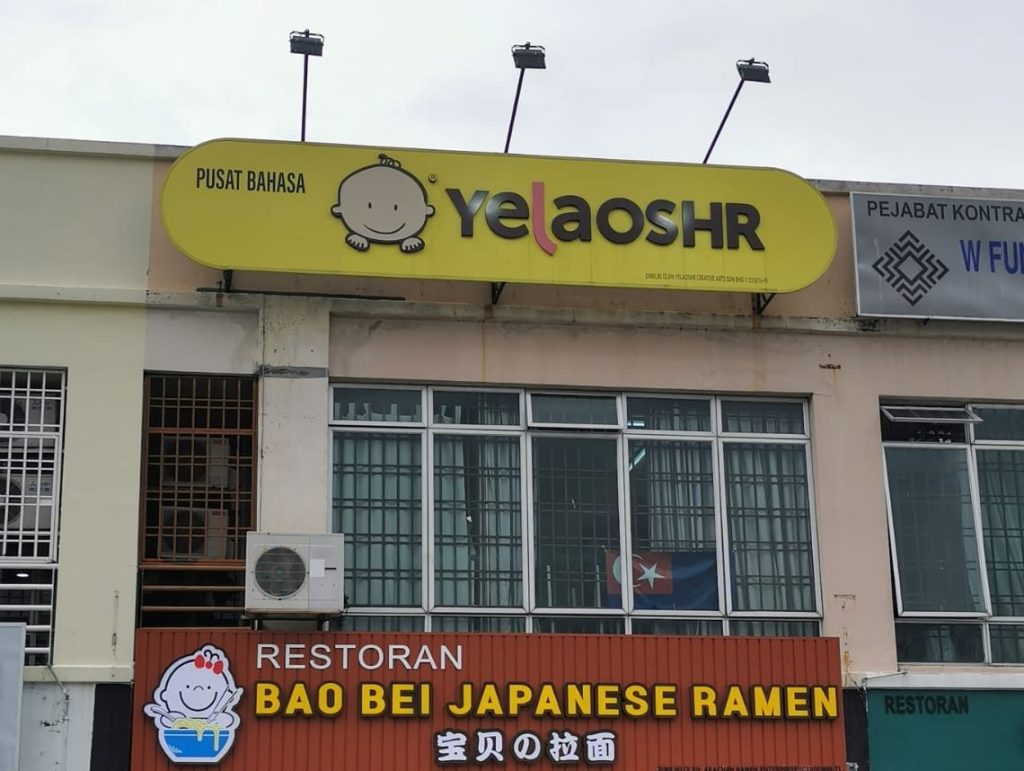 PUSAT BAHASA
YelaoSHR
PEJABAT KONTRA
W FU
RESTORAN
BAO BEI JAPANESE RAMEN
宝贝の拉面
RESTORAN